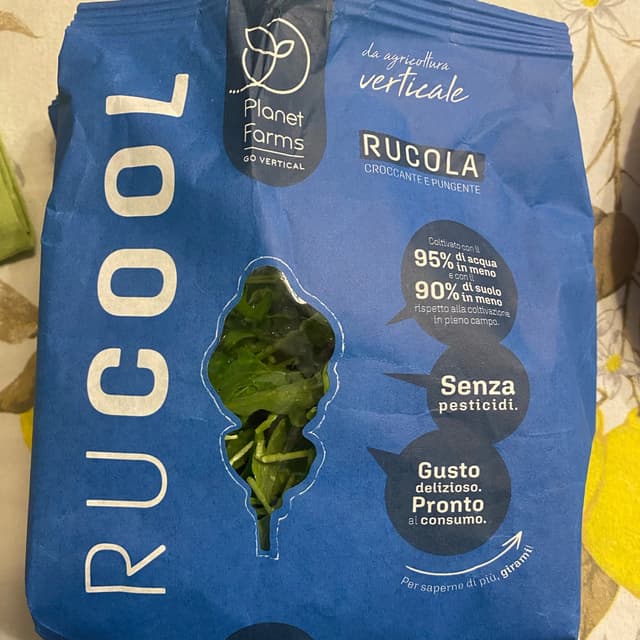 RUCOOL
Planet
Farms
GO VERTICAL
da agricoltura
verticale
RUCOLA
CROCCANTE E PUNGENTE
Coltivato con il
95% di acqua
in meno
e con il
90% di suolo
in meno
rispetto alla coltivazione
in pieno campo.
Senza
pesticidi.
Gusto
delizioso.
Pronto
al consumo.
Per saperne di più, girami!